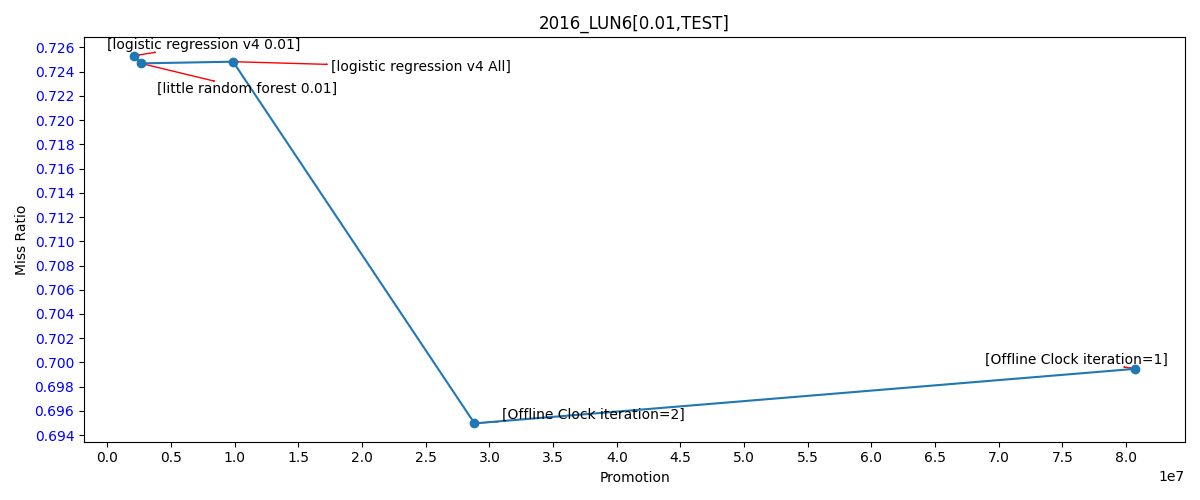 2016_LUN6[0.01,TEST]
Miss Ratio
0.726
0.724
0.722
0.720
0.718
0.716
0.714
0.712
0.710
0.708
0.706
0.704
0.702
0.700
0.698
0.696
0.694
[logistic regression v4 0.01]
[logistic regression v4 All]
[little random forest 0.01]
[Offline Clock iteration=1]
[Offline Clock iteration=2]
0.0 0.5 1.0 1.5 2.0 2.5 3.0 3.5 4.0 4.5 5.0 5.5 6.0 6.5 7.0 7.5 8.0
1e7
Promotion